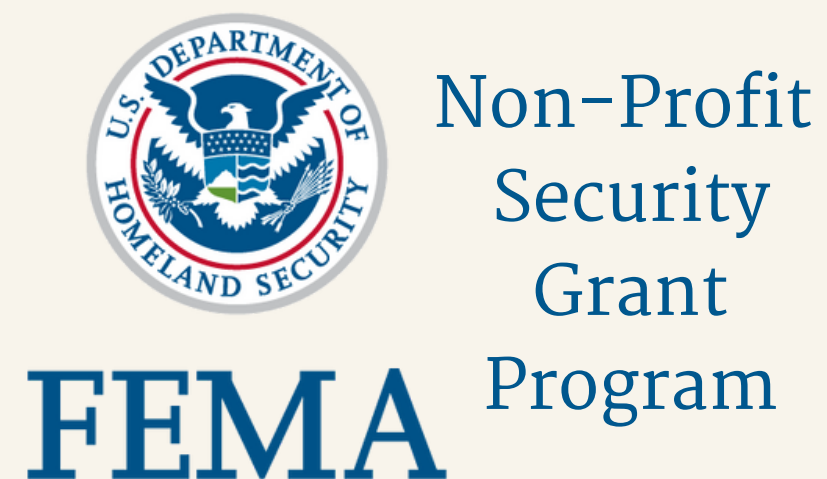 U.S. DEPARTMENT OF
HOMELAND SECURITY
FEMA
Non-Profit
Security
Grant
Program